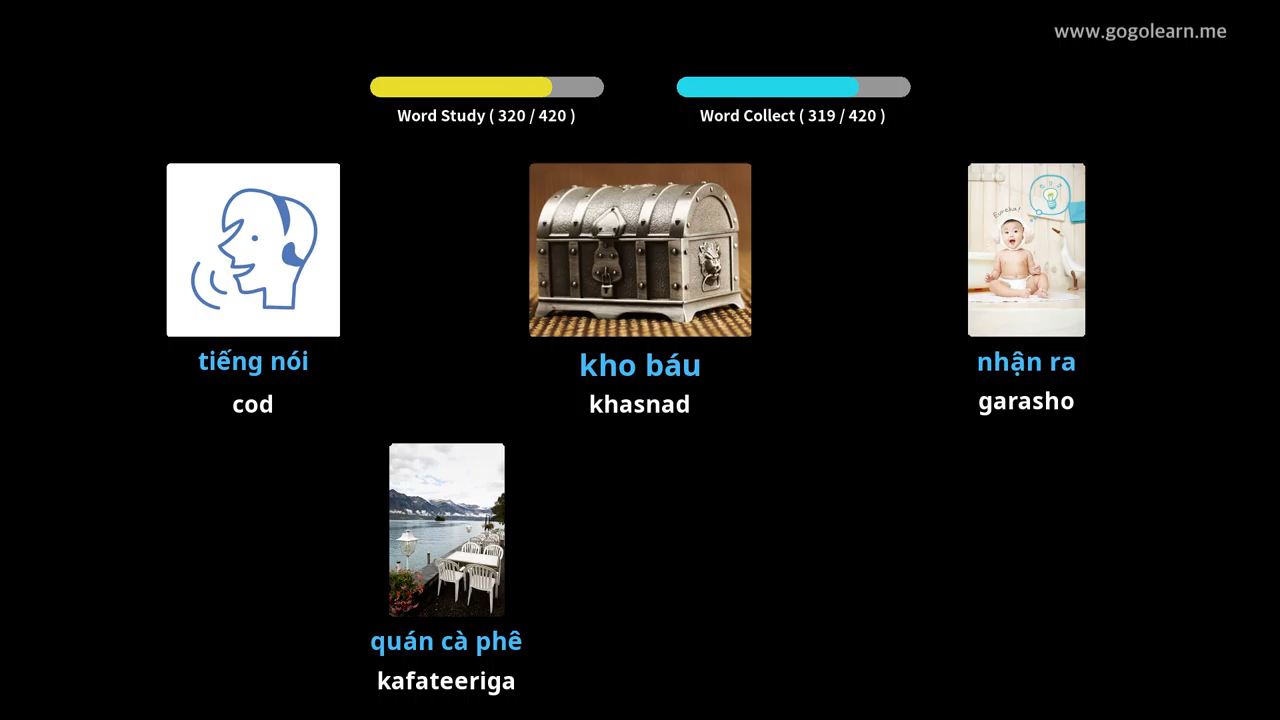 www.gogolearn.me
Word Study ( 320 / 420 )
Word Collect ( 319 / 420 )
Eureka!
tiếng nói
kho báu
nhận ra
cod
khasnad
garasho
quán cà phê
kafateeriga